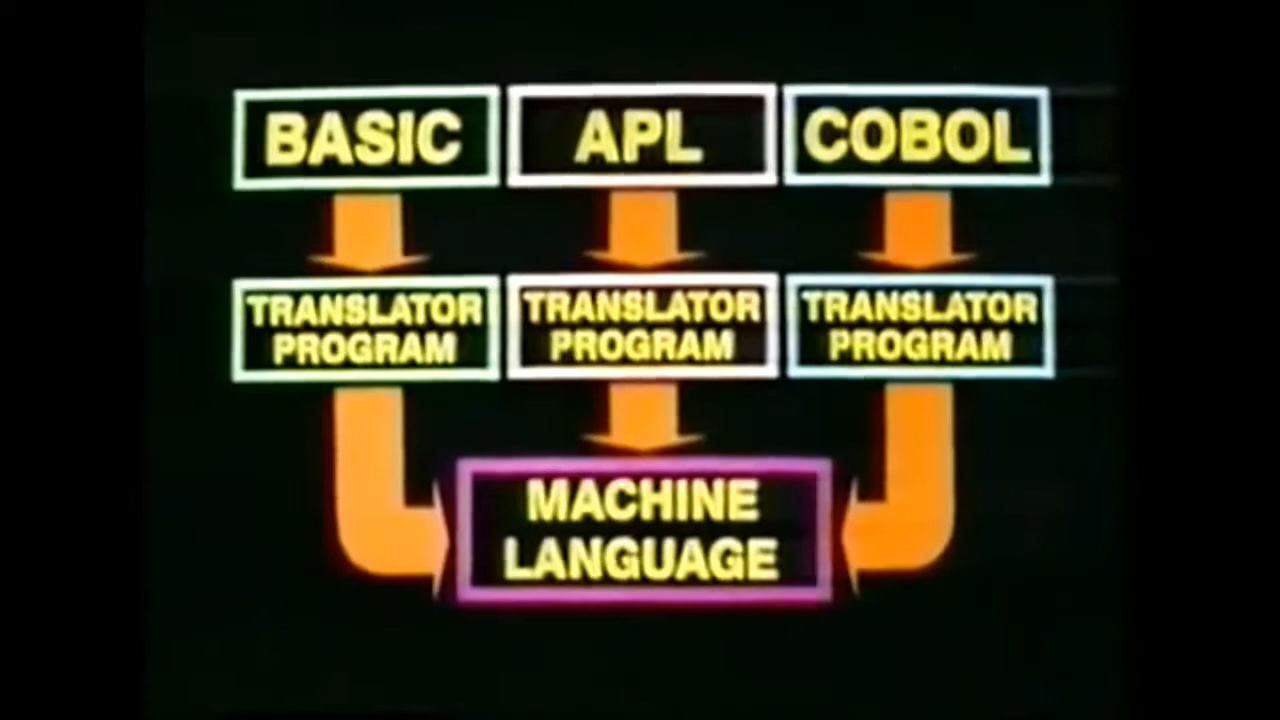 BASIC
APL
COBOL
TRANSLATOR
PROGRAM
TRANSLATOR
PROGRAM
TRANSLATOR
PROGRAM
MACHINE
LANGUAGE